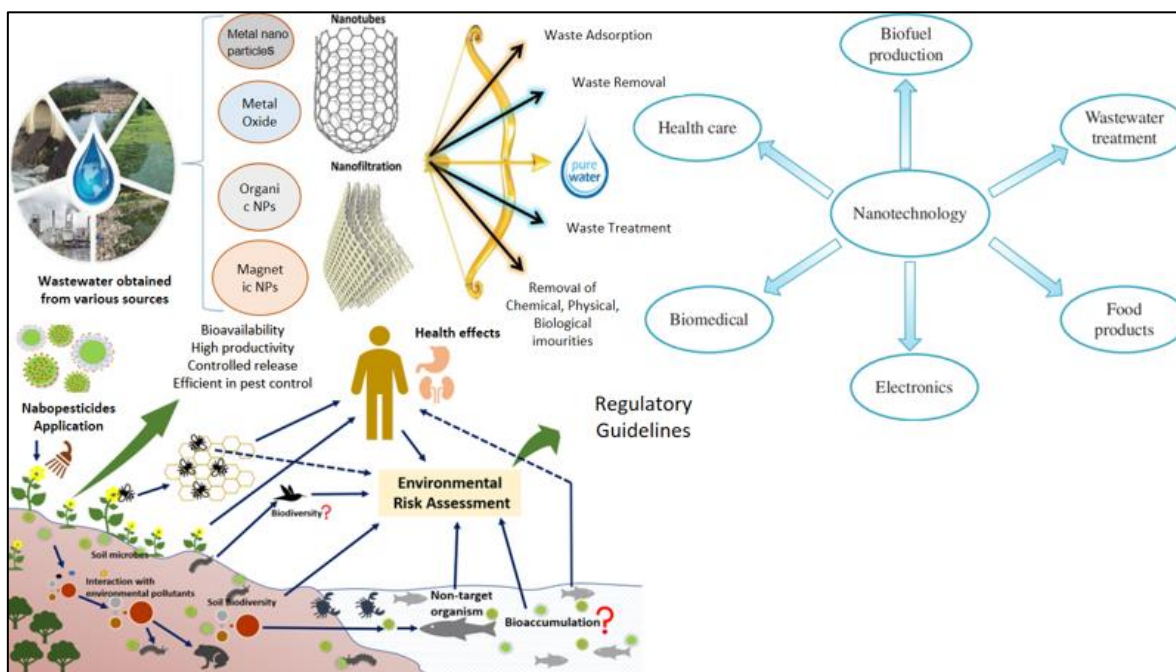 Metal nano
particles
Metal
Oxide
Organi
c NPs
Magnet
ic NPs
Nanotubes
Nanofiltration
Waste Adsorption
Waste Removal
pure
water
Waste Treatment
Removal of
Chemical, Physical,
Biological
imourities
Wastewater obtained
from various sources
Biofuel
production
Health care
Wastewater
treatment
Nanotechnology
Biomedical
Food
products
Electronics
Bioavailability
High productivity
Controlled release
Efficient in pest control
Health effects
Nabopesticides
Application
Regulatory
Guidelines
Environmental
Risk Assessment
Biodiversity?
Soil microbes
Interaction with
environmental pollutants
Soil Biodiversity
Non-target
organism
Bioaccumulation?